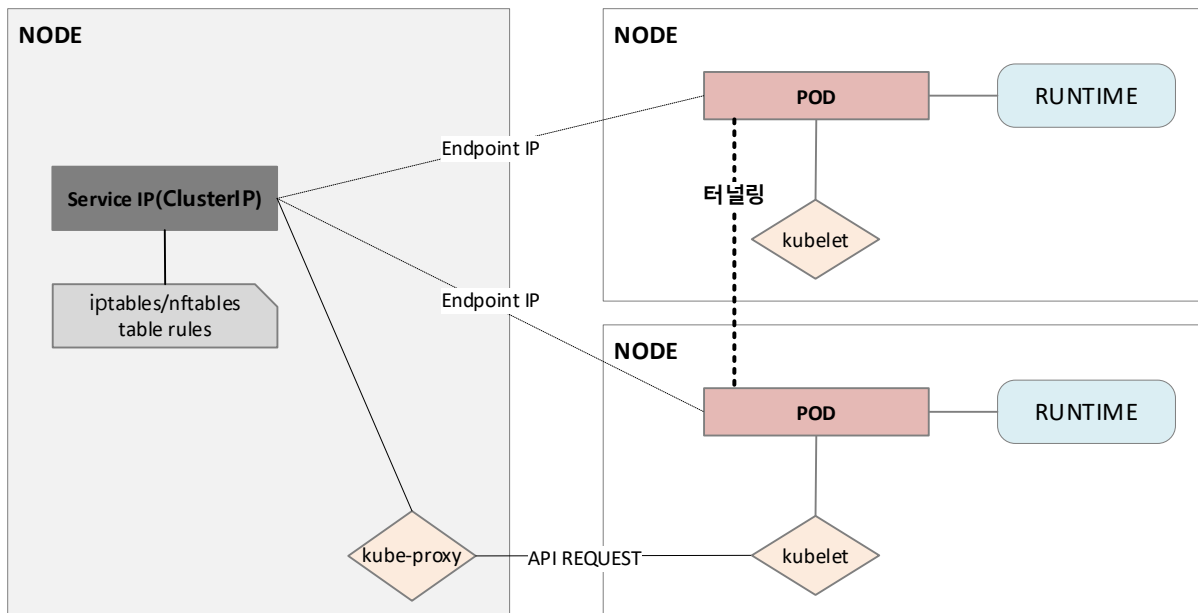 NODE
Service IP(ClusterIP)
iptables/nftables
table rules
kube-proxy
Endpoint IP
Endpoint IP
API REQUEST
NODE
POD
RUNTIME
터널링
kubelet
NODE
POD
RUNTIME
kubelet